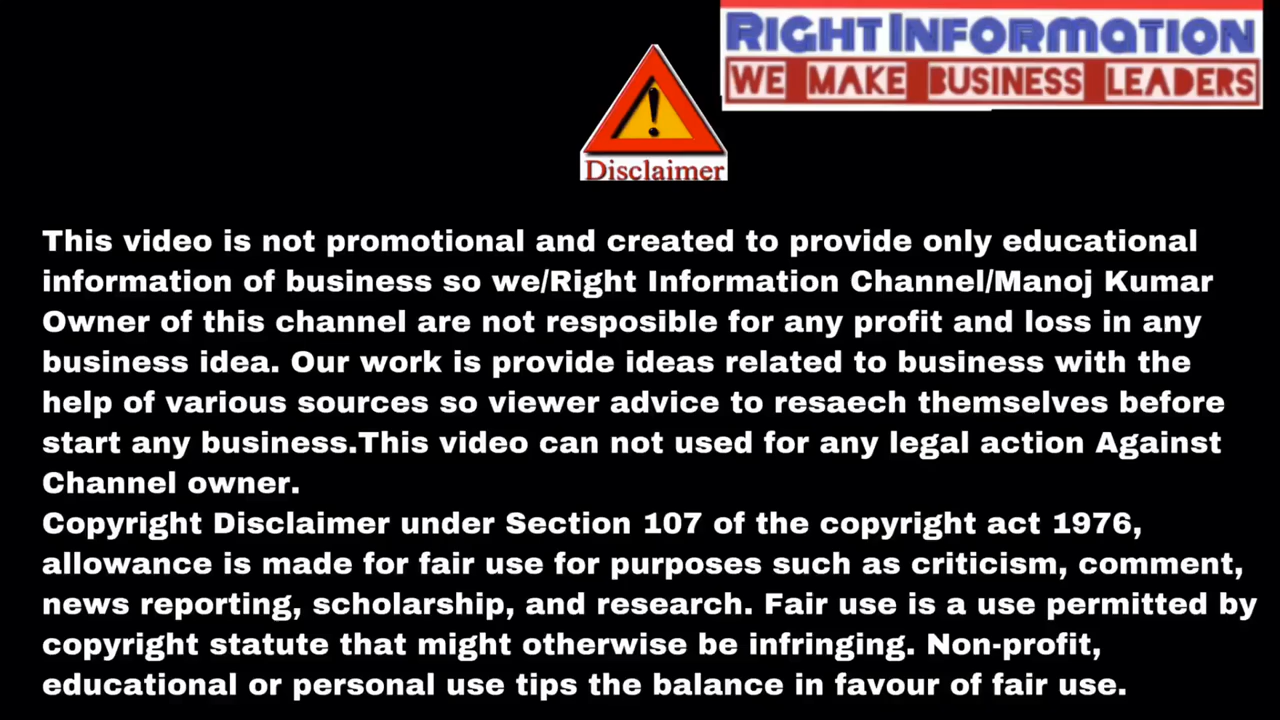 RIGHT INFORMATION
WE MAKE BUSINESS LEADERS
Disclaimer
This video is not promotional and created to provide only educational
information of business so we/Right Information Channel/Manoj Kumar
Owner of this channel are not resposible for any profit and loss in any
business idea. Our work is provide ideas related to business with the
help of various sources so viewer advice to resaech themselves before
start any business.This video can not used for any legal action Against
Channel owner.
Copyright Disclaimer under Section 107 of the copyright act 1976,
allowance is made for fair use for purposes such as criticism, comment,
news reporting, scholarship, and research. Fair use is a use permitted by
copyright statute that might otherwise be infringing. Non-profit,
educational or personal use tips the balance in favour of fair use.